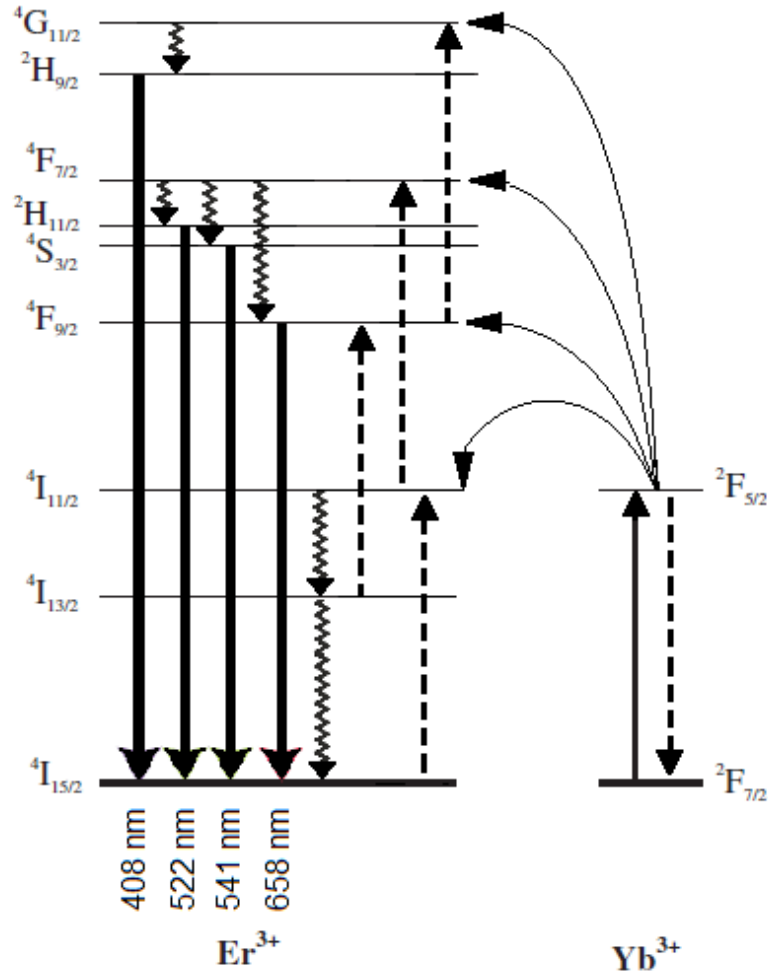 ⁴G₁₁/₂
²H₉/₂
⁴F₇/₂
²H₁₁/₂
⁴S₃/₂
⁴F₉/₂
⁴I₁₁/₂ ²F₅/₂
⁴I₁₃/₂
⁴I₁₅/₂ ²F₇/₂
408 nm
522 nm
541 nm
658 nm
Er³⁺ Yb³⁺